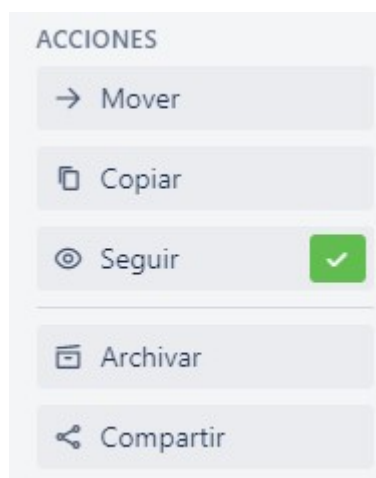 ACCIONES
Mover
Copiar
Seguir
Archivar
Compartir